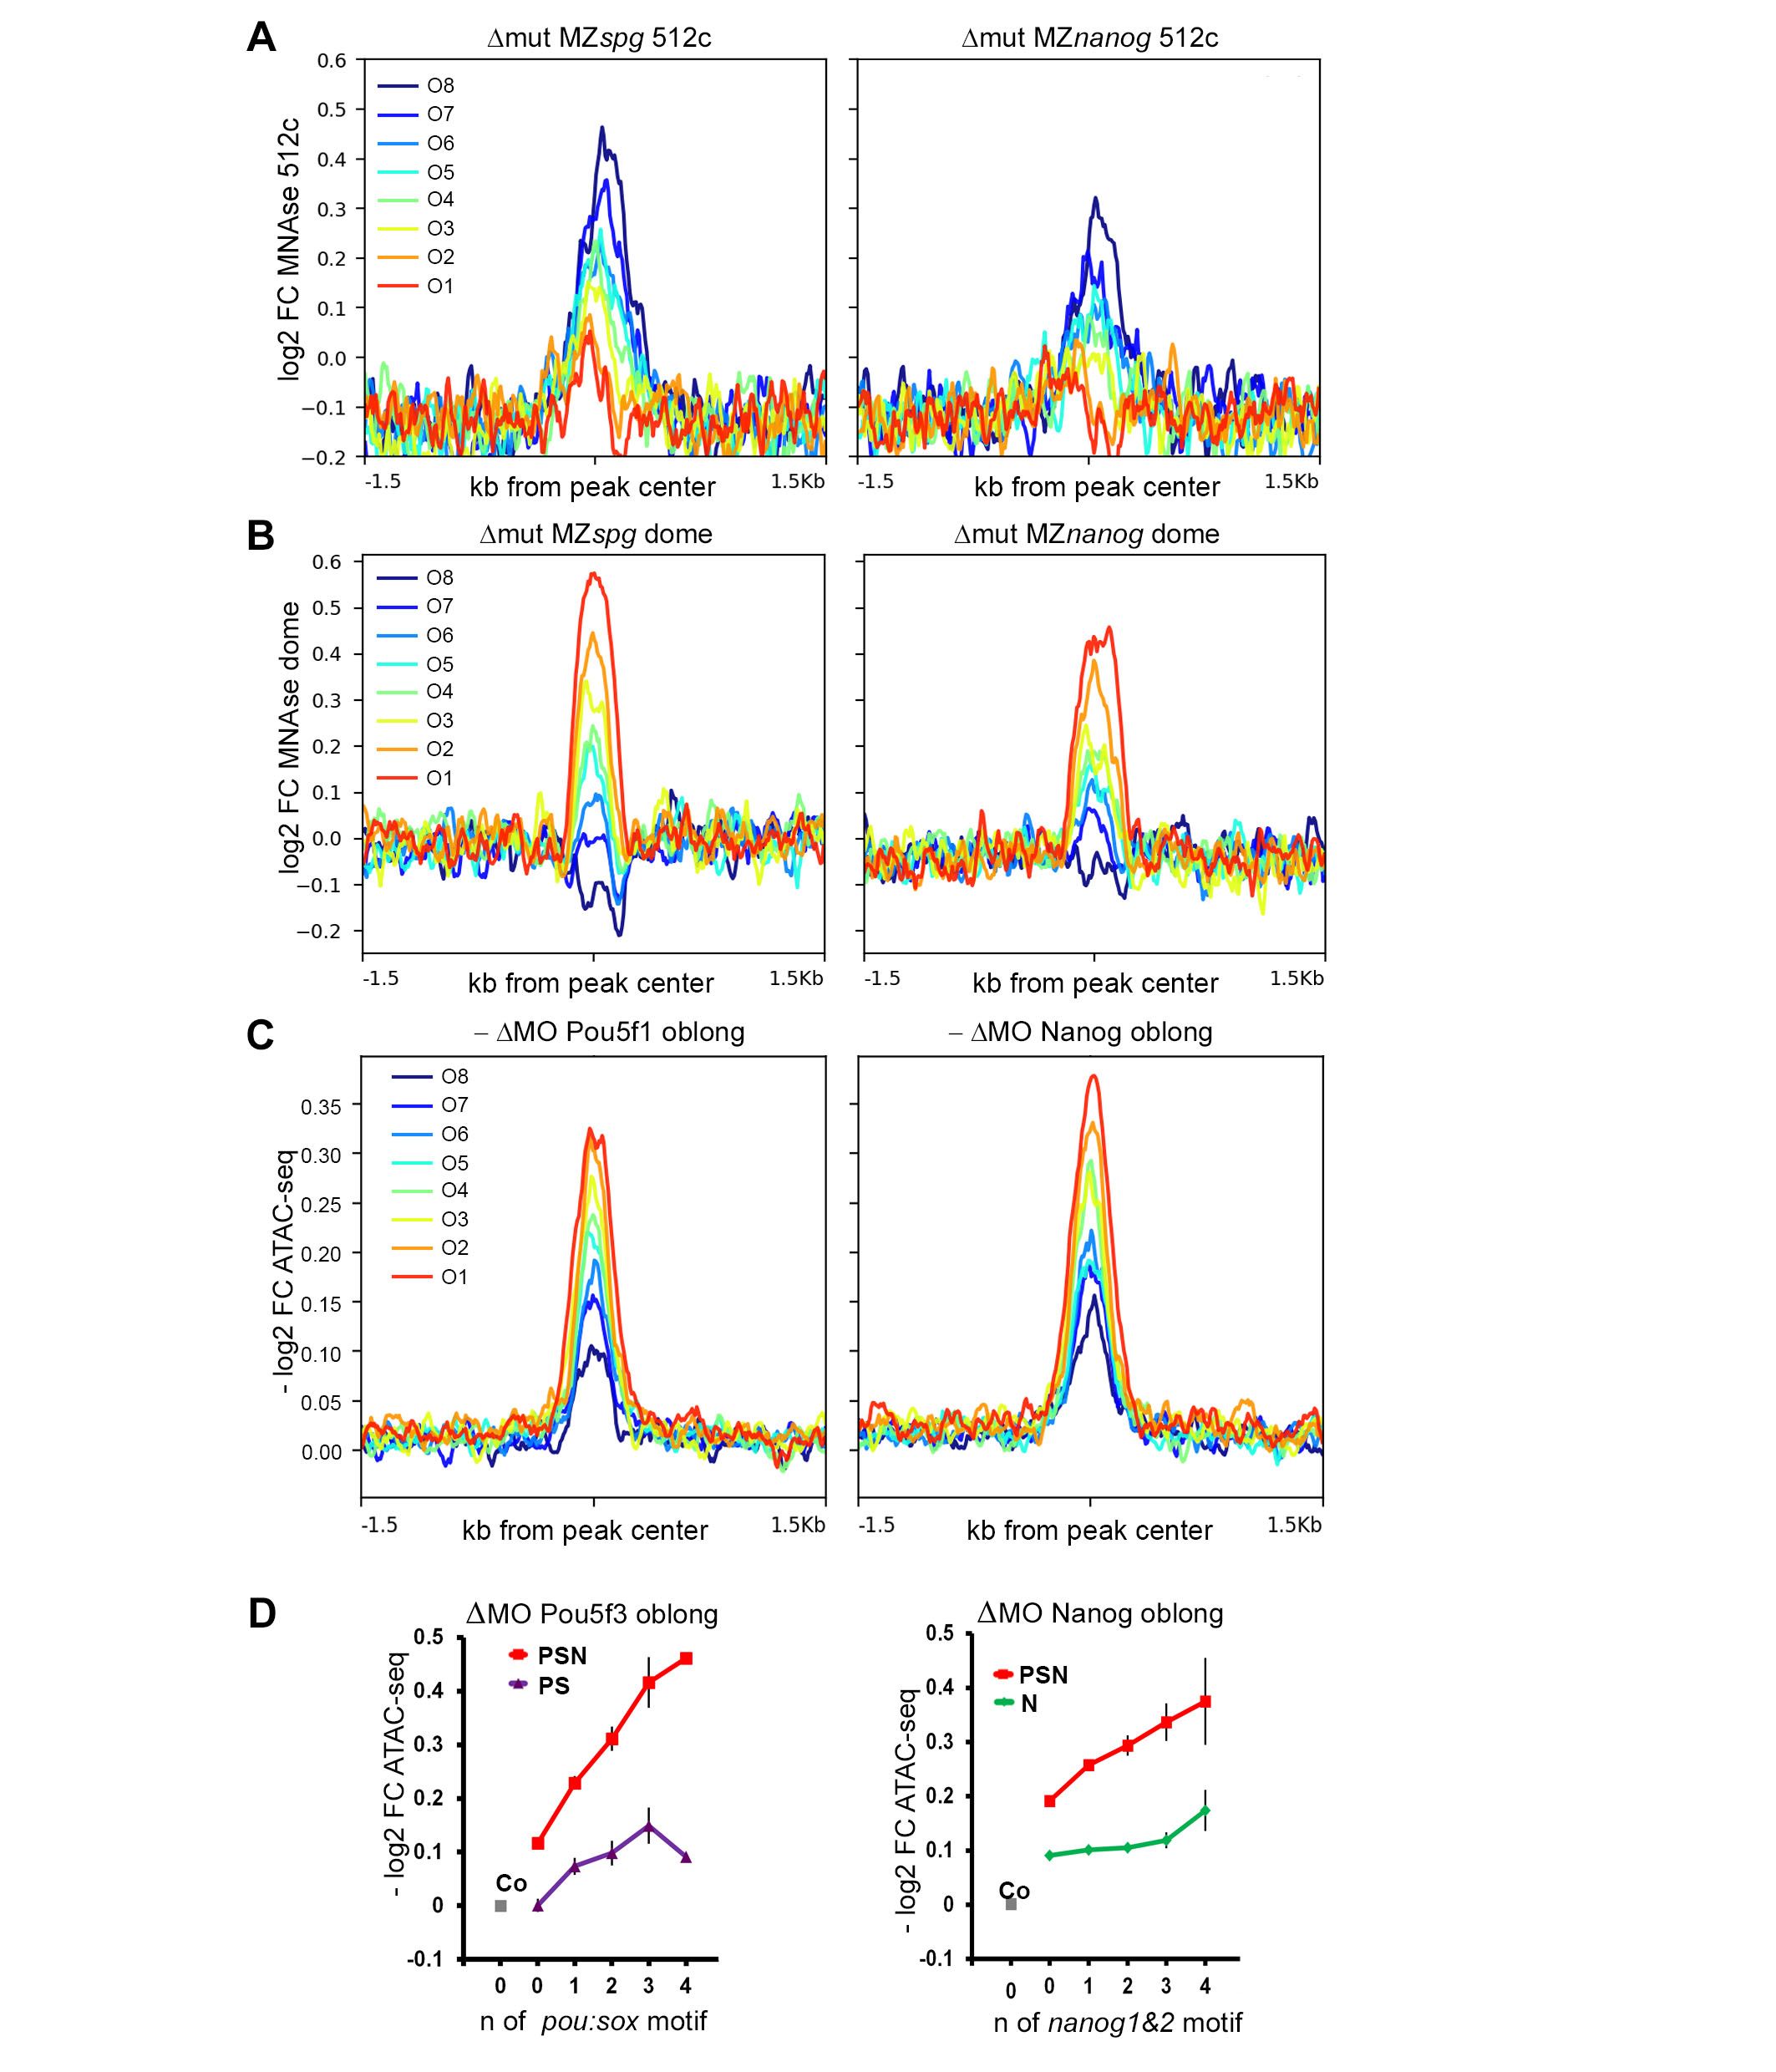 A
Δmut MZspg 512c
Δmut MZnanog 512c
log2 FC MNAse 512c
0.6
0.5
0.4
0.3
0.2
0.1
0.0
−0.1
−0.2
O8
O7
O6
O5
O4
O3
O2
O1
-1.5
kb from peak center
1.5Kb
-1.5
kb from peak center
1.5Kb
B
Δmut MZspg dome
Δmut MZnanog dome
log2 FC MNAse dome
0.6
0.5
0.4
0.3
0.2
0.1
0.0
−0.1
−0.2
O8
O7
O6
O5
O4
O3
O2
O1
-1.5
kb from peak center
1.5Kb
-1.5
kb from peak center
1.5Kb
C
– ΔMO Pou5f1 oblong
– ΔMO Nanog oblong
- log2 FC ATAC-seq
0.35
0.30
0.25
0.20
0.15
0.10
0.05
0.00
O8
O7
O6
O5
O4
O3
O2
O1
-1.5
kb from peak center
1.5Kb
-1.5
kb from peak center
1.5Kb
D
ΔMO Pou5f3 oblong
- log2 FC ATAC-seq
0.5
0.4
0.3
0.2
0.1
0
-0.1
PSN
PS
Co
0 0 1 2 3 4
n of pou:sox motif
ΔMO Nanog oblong
- log2 FC ATAC-seq
0.5
0.4
0.3
0.2
0.1
0
-0.1
PSN
N
Co
0 0 1 2 3 4
n of nanog1&2 motif